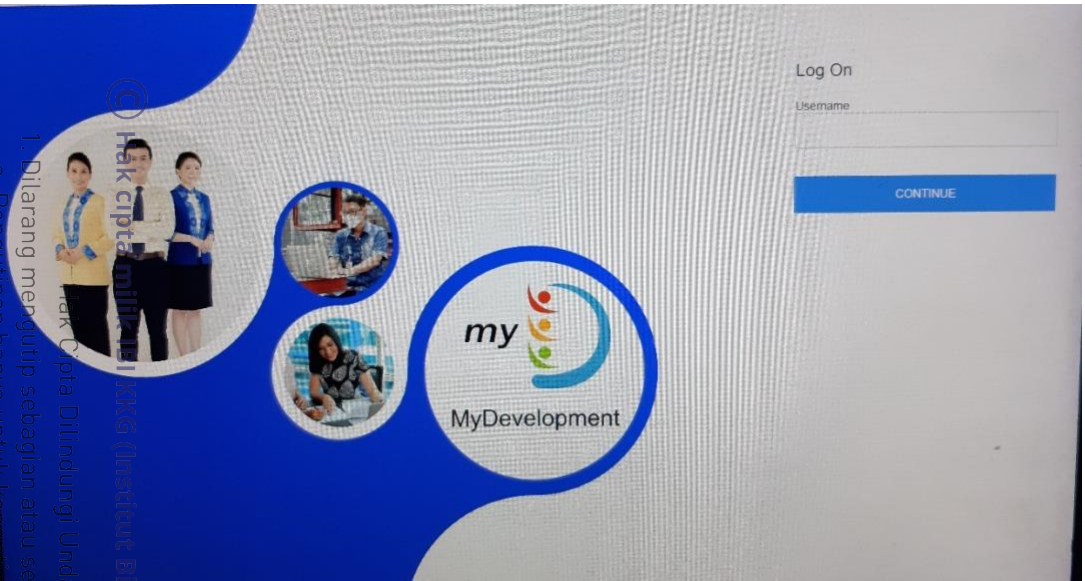 Log On
Username
CONTINUE
my
MyDevelopment
© Hak cipta milik IBI KKG (Institut Bi
Hak Cipta Dilindungi Und
1. Dilarang mengutip sebagian atau se